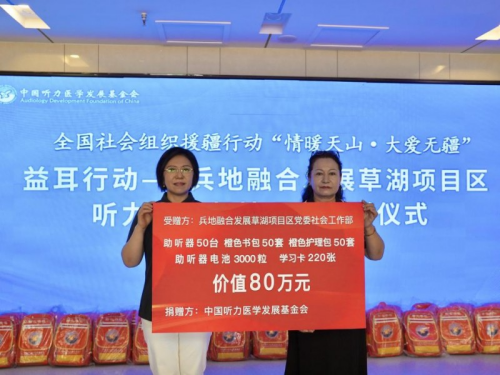 中国听力医学发展基金会
Audiology Development Foundation of China
全国社会组织援疆行动“情暖天山·大爱无疆”
益耳行动一 兵地融合 展草湖项目区
听力 仪式
受赠方：兵地融合发展草湖项目区党委社会工作部
助听器50台 橙色书包50套 橙色护理包50套
助听器电池3000粒 学习卡220张
价值80万元
捐赠方：中国听力医学发展基金会